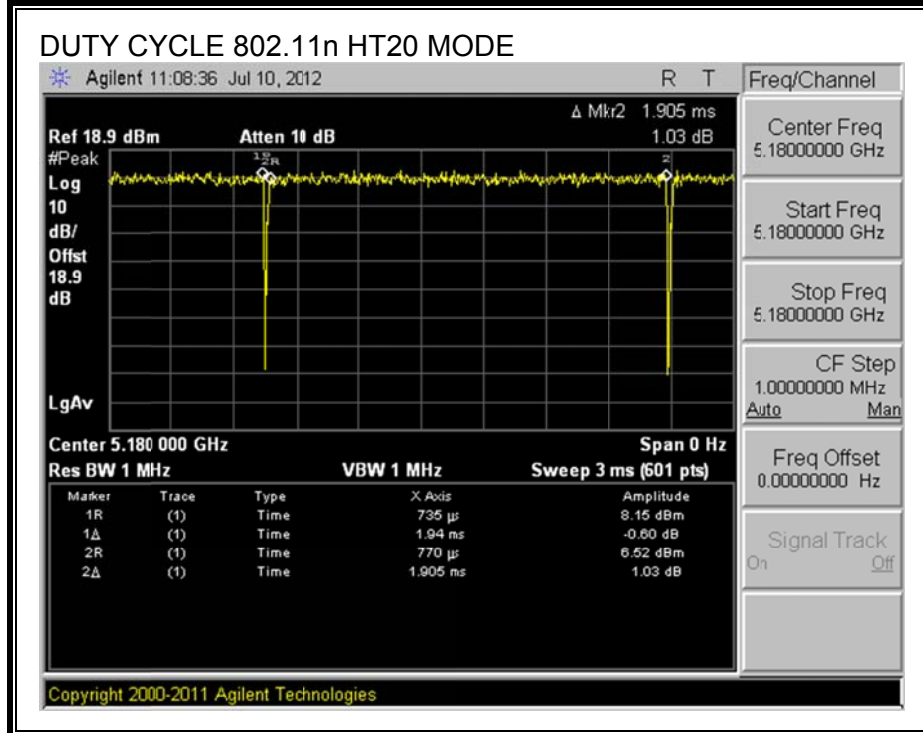 DUTY CYCLE 802.11n HT20 MODE
Agilent 11:08:36 Jul 10, 2012 R T
Freq/Channel
Δ Mkr2 1.905 ms
Ref 18.9 dBm Atten 10 dB 1.03 dB
#Peak
Log
10
dB/
Offst
18.9
dB
LgAv
2R
2
Center 5.180 000 GHz Span 0 Hz
Res BW 1 MHz VBW 1 MHz Sweep 3 ms (601 pts)
Marker Trace Type X Axis Amplitude
1R (1) Time 735 µs 8.15 dBm
1Δ (1) Time 1.94 ms -0.60 dB
2R (1) Time 770 µs 6.52 dBm
2Δ (1) Time 1.905 ms 1.03 dB
Center Freq
5.18000000 GHz
Start Freq
5.18000000 GHz
Stop Freq
5.18000000 GHz
CF Step
1.00000000 MHz
Auto Man
Freq Offset
0.00000000 Hz
Signal Track
On Off
Copyright 2000-2011 Agilent Technologies